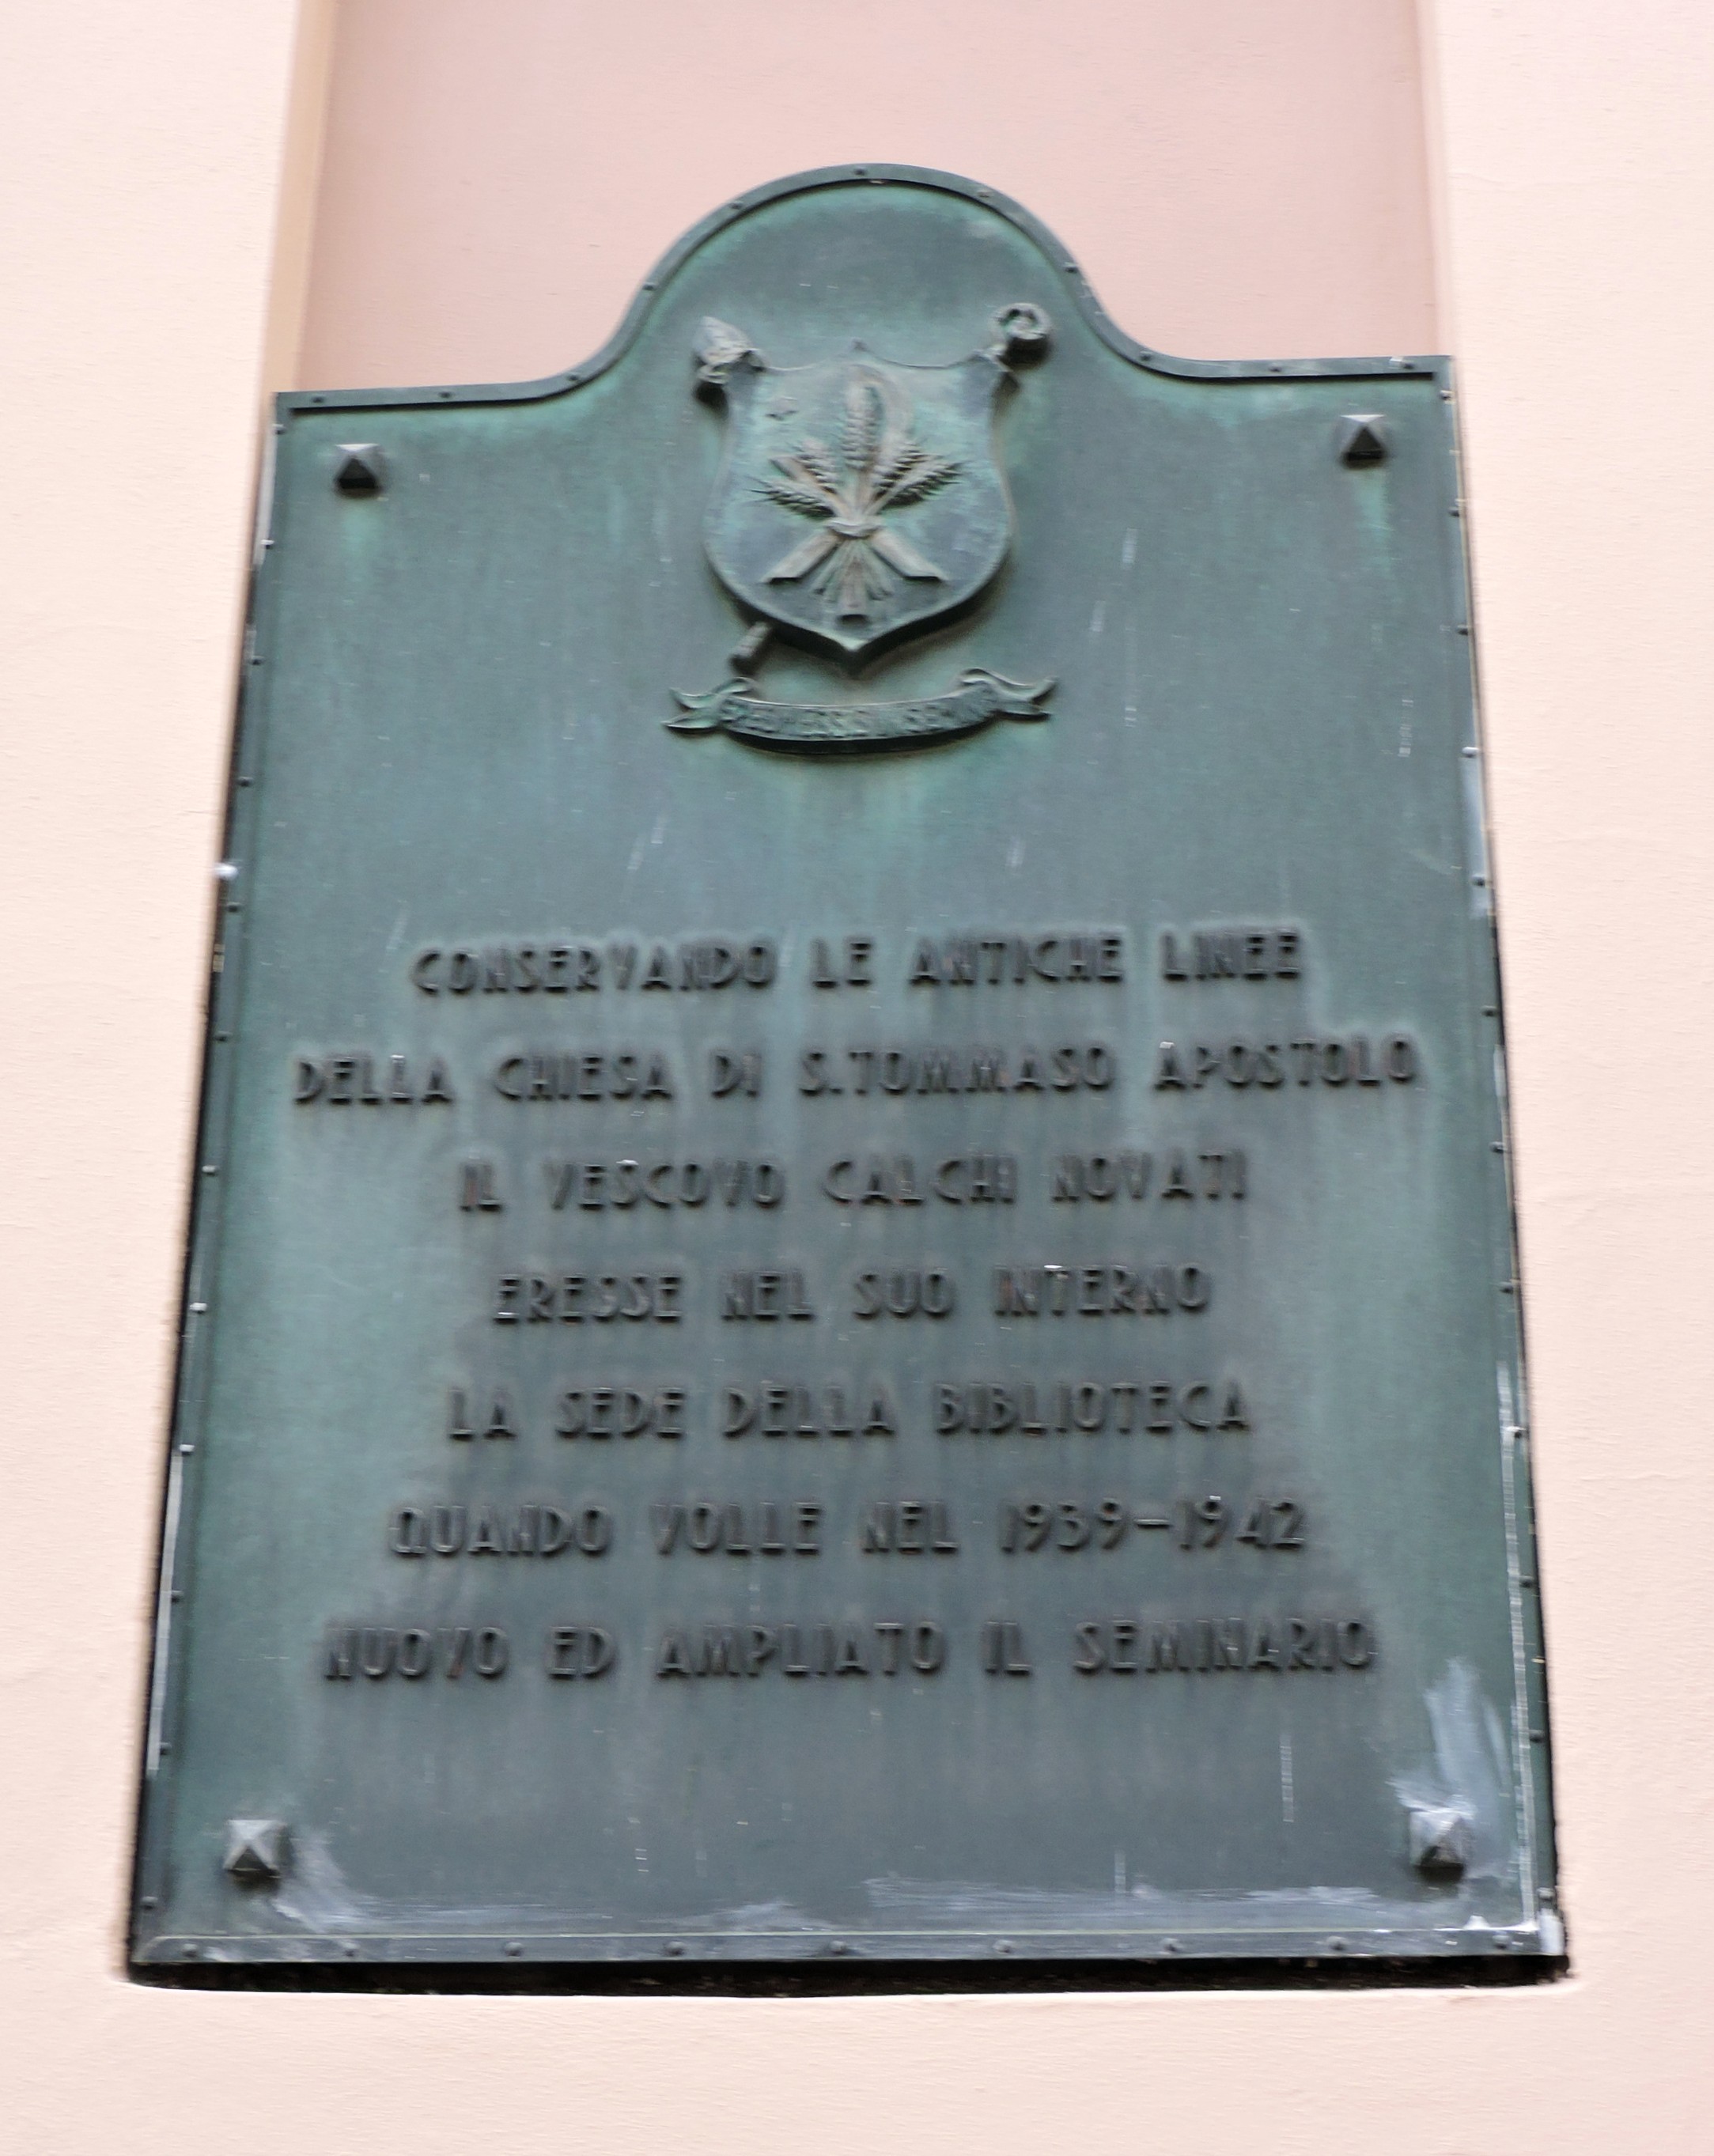 CONSERVANDO LE ANTICHE LINEE
DELLA CHIESA DI S. TOMMASO APOSTOLO
IL VESCOVO CALCHI NOVATI
ERESSE NEL SUO INTERNO
LA SEDE DELLA BIBLIOTECA
QUANDO VOLLE NEL 1939-1942
NUOVO ED AMPLIATO IL SEMINARIO